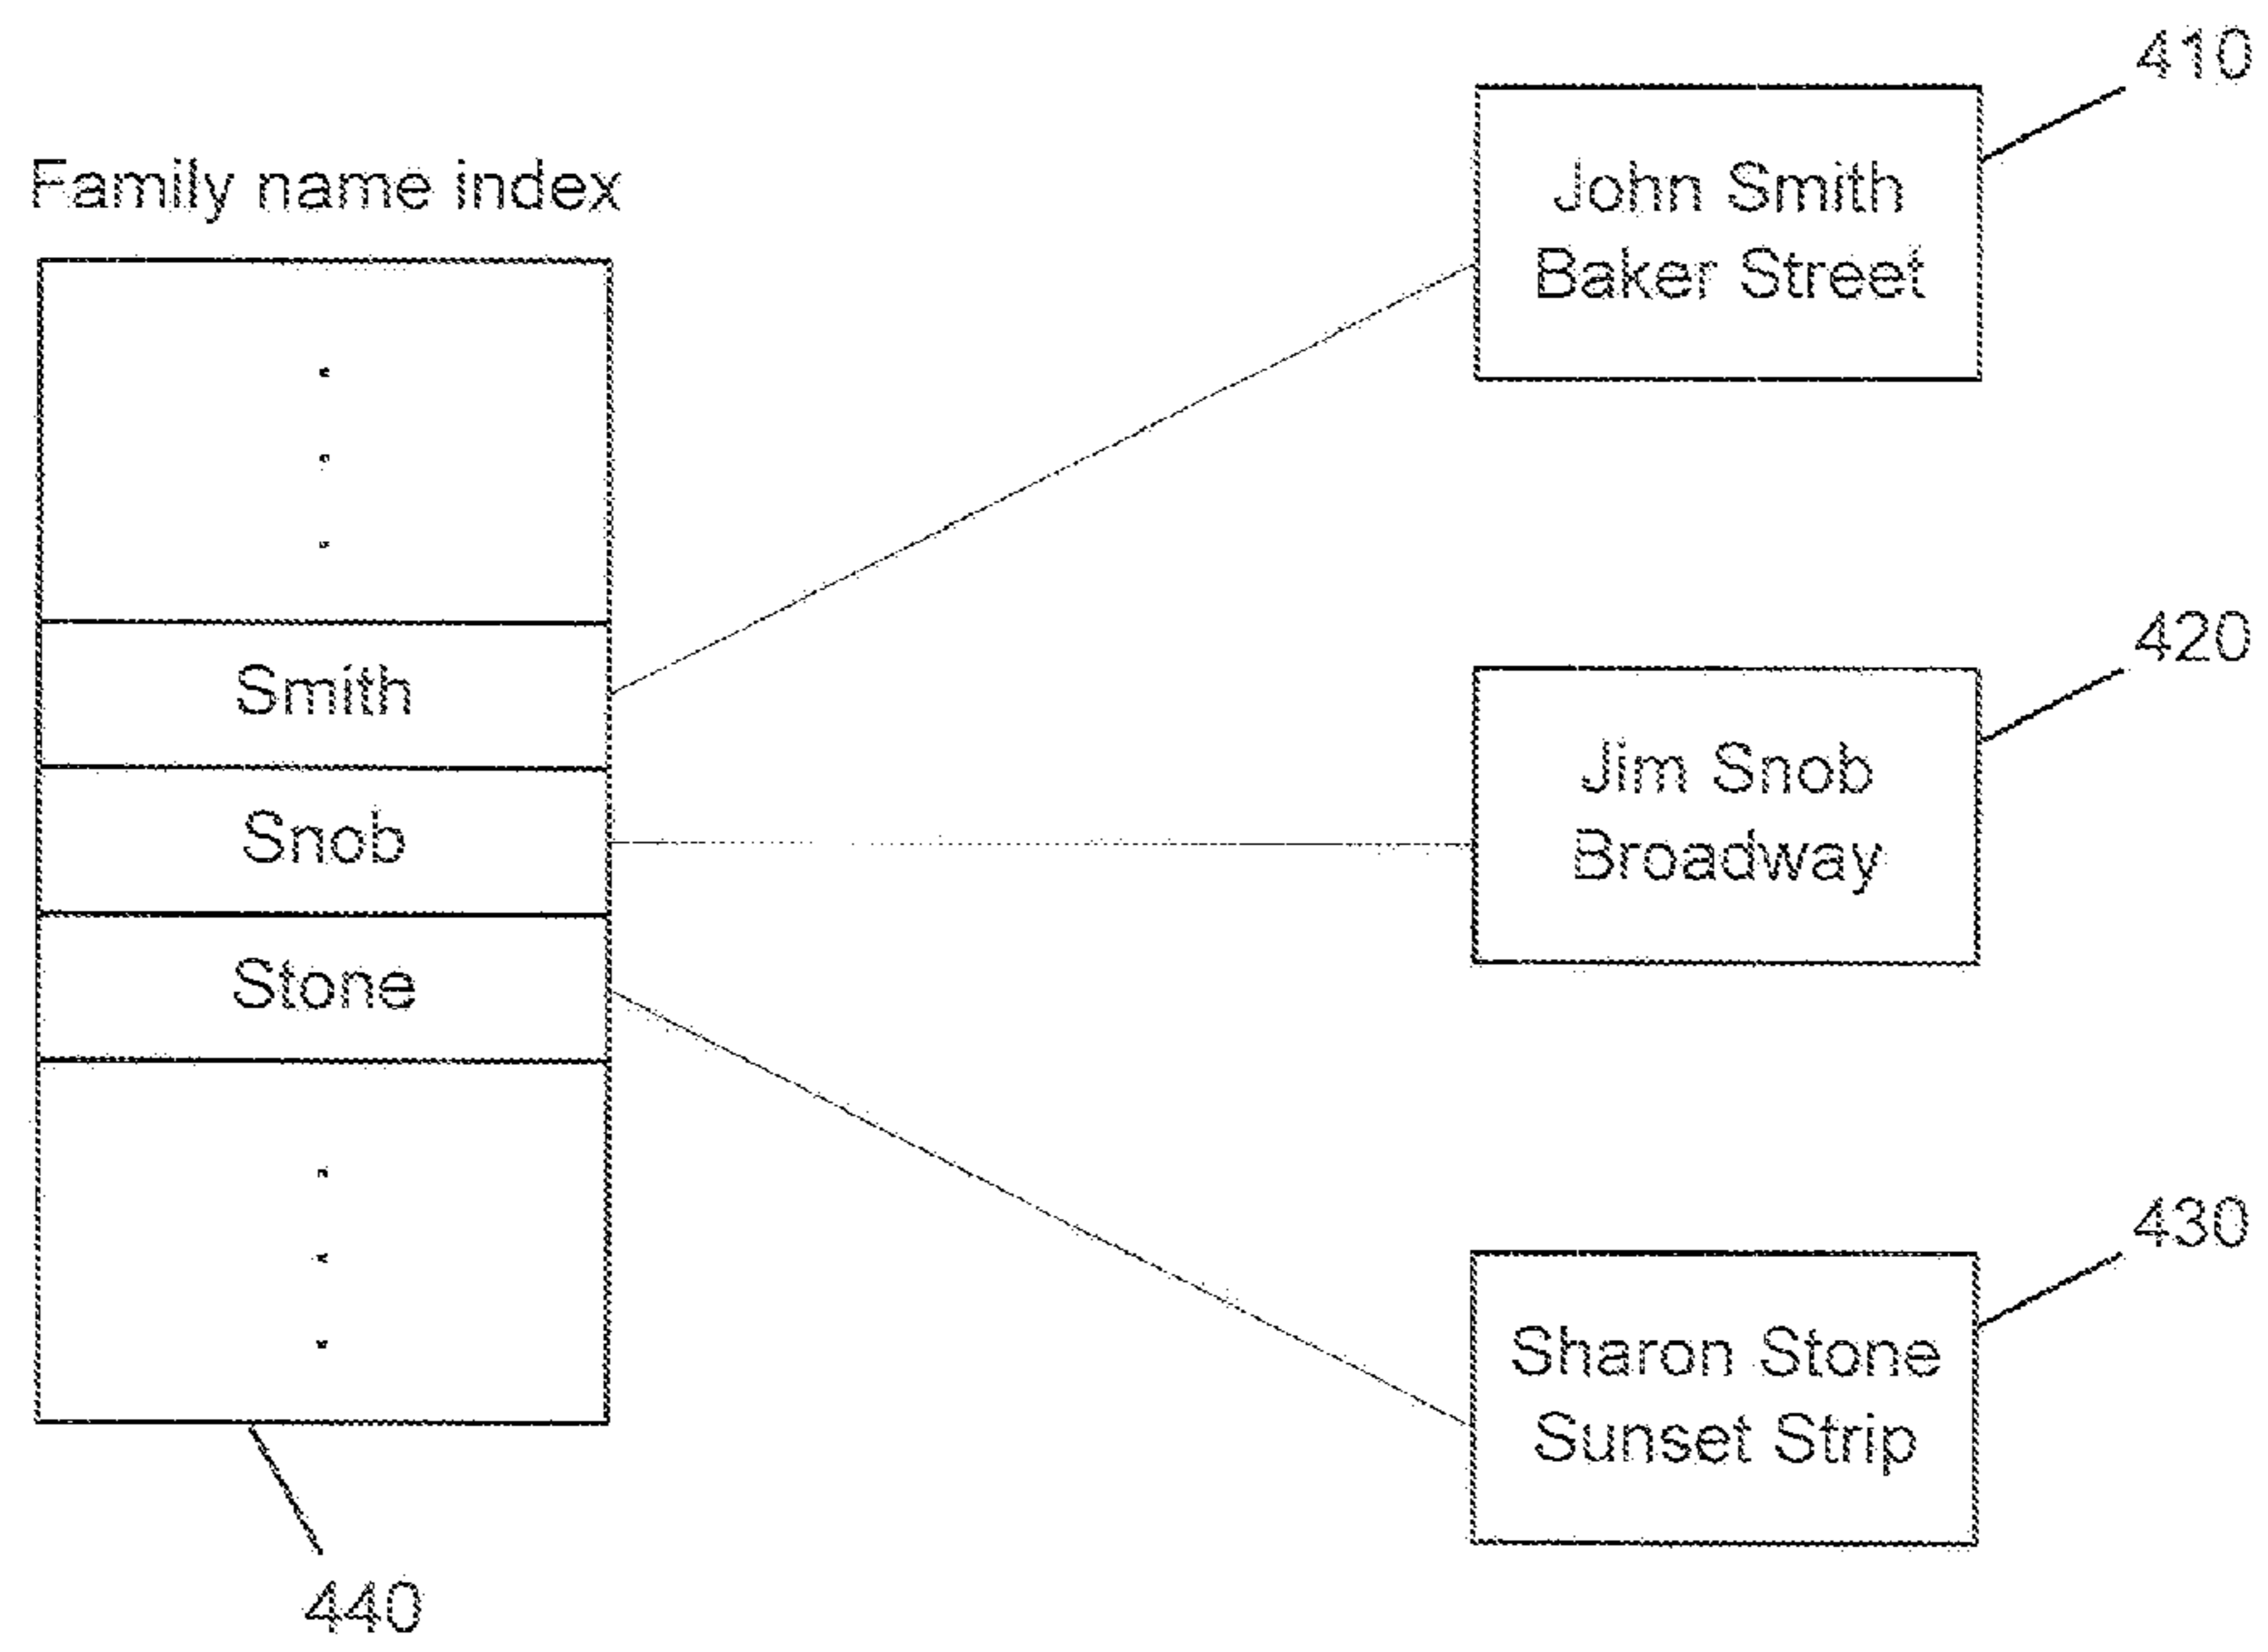 Family name index
Smith
Snob
Stone
440
410
John Smith
Baker Street
420
Jim Snob
Broadway
430
Sharon Stone
Sunset Strip